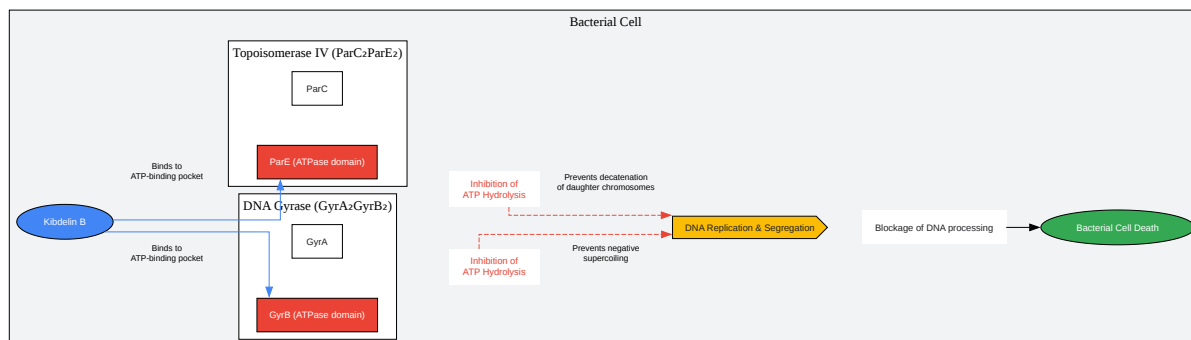 Bacterial Cell
Topoisomerase IV (ParC₂ParE₂)
ParC
ParE (ATPase domain)
Binds to
ATP-binding pocket
DNA Gyrase (GyrA₂GyrB₂)
GyrA
GyrB (ATPase domain)
Kibdelin B
Binds to
ATP-binding pocket
Inhibition of
ATP Hydrolysis
Prevents decatenation
of daughter chromosomes
Inhibition of
ATP Hydrolysis
Prevents negative
supercoiling
DNA Replication & Segregation
Blockage of DNA processing
Bacterial Cell Death